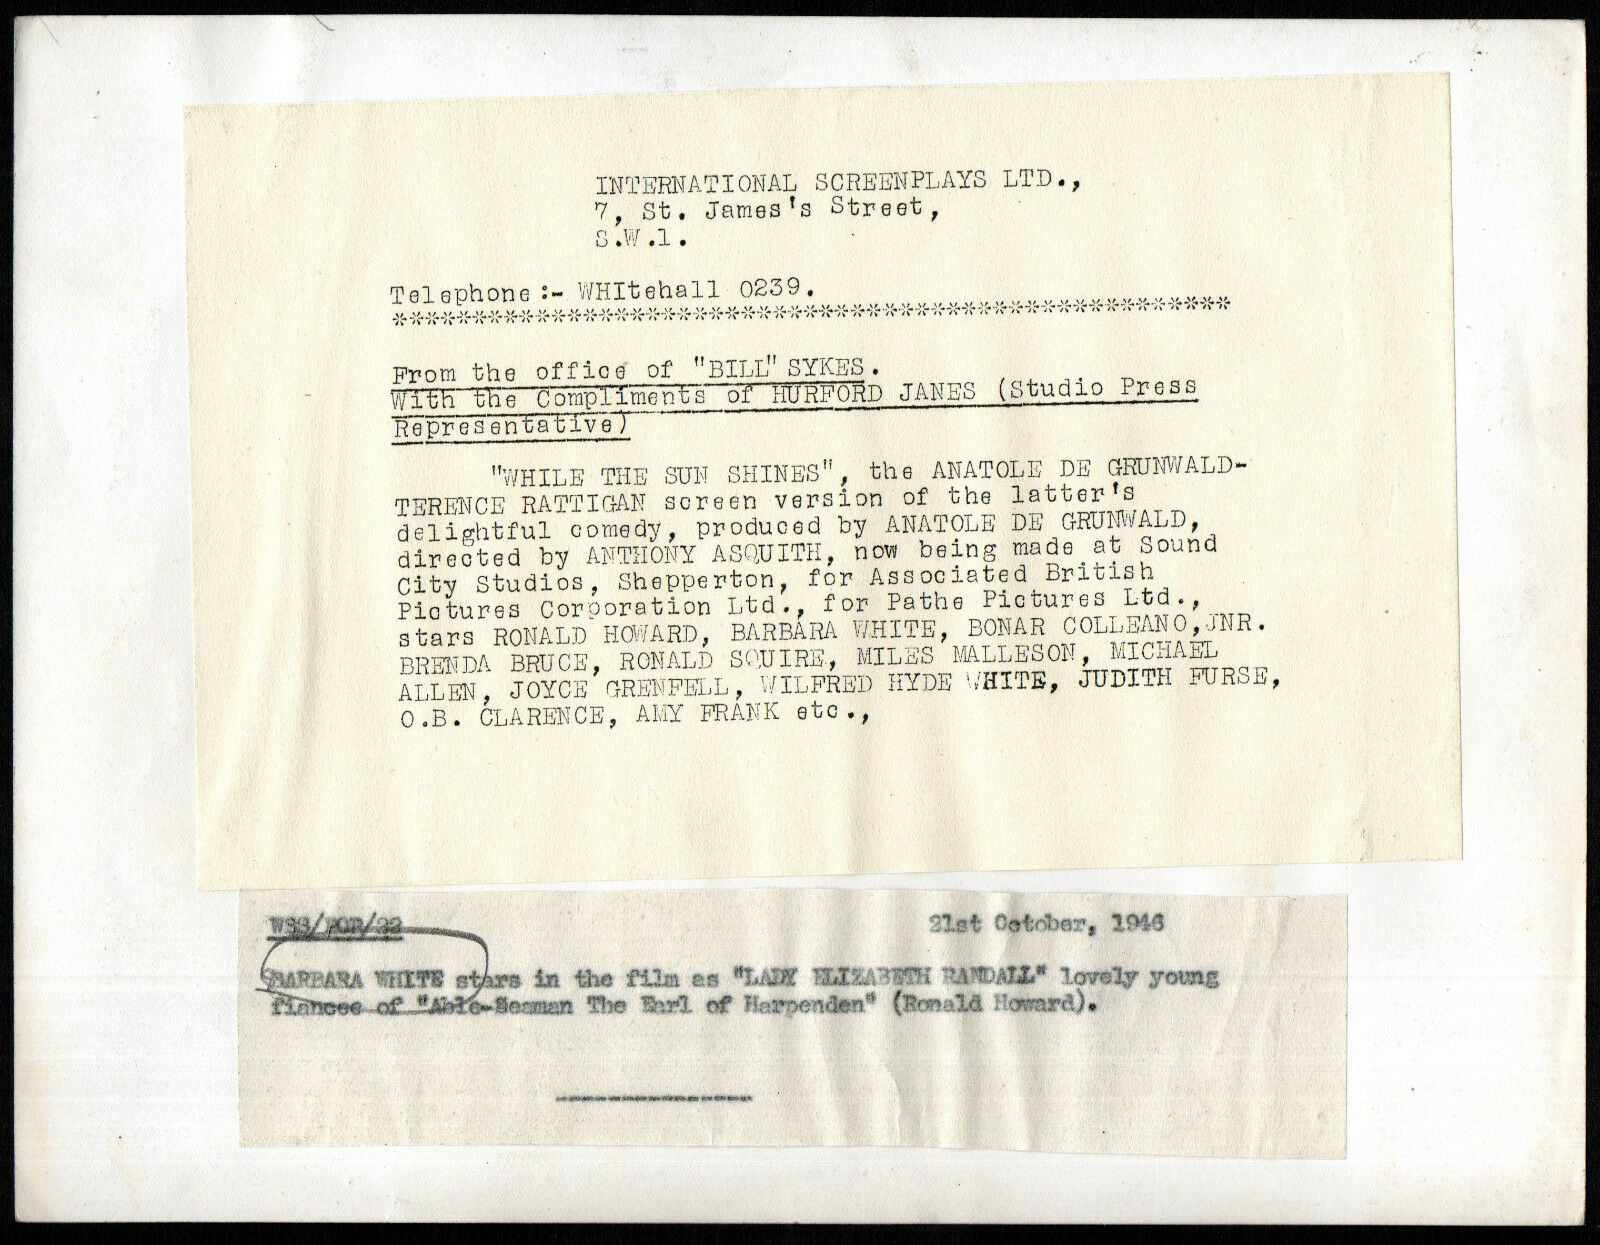 INTERNATIONAL SCREENPLAYS LTD.,
7, St. James's Street,
S.W.1.
Telephone:- WHItehall 0239.
*****************************************************
From the office of "BILL" SYKES.
With the Compliments of HURFORD JANES (Studio Press
Representative)
"WHILE THE SUN SHINES", the ANATOLE DE GRUNWALD-
TERENCE RATTIGAN screen version of the latter's
delightful comedy, produced by ANATOLE DE GRUNWALD,
directed by ANTHONY ASQUITH, now being made at Sound
City Studios, Shepperton, for Associated British
Pictures Corporation Ltd., for Pathe Pictures Ltd.,
stars RONALD HOWARD, BARBARA WHITE, BONAR COLLEANO, JNR.
BRENDA BRUCE, RONALD SQUIRE, MILES MALLESON, MICHAEL
ALLEN, JOYCE GRENFELL, WILFRED HYDE WHITE, JUDITH FURSE,
O.B. CLARENCE, AMY FRANK etc.,
WSS/POR/22 21st October, 1946
BARBARA WHITE stars in the film as "LADY ELIZABETH RANDALL" lovely young
fiancee of "Able-Seaman The Earl of Harpenden" (Ronald Howard).